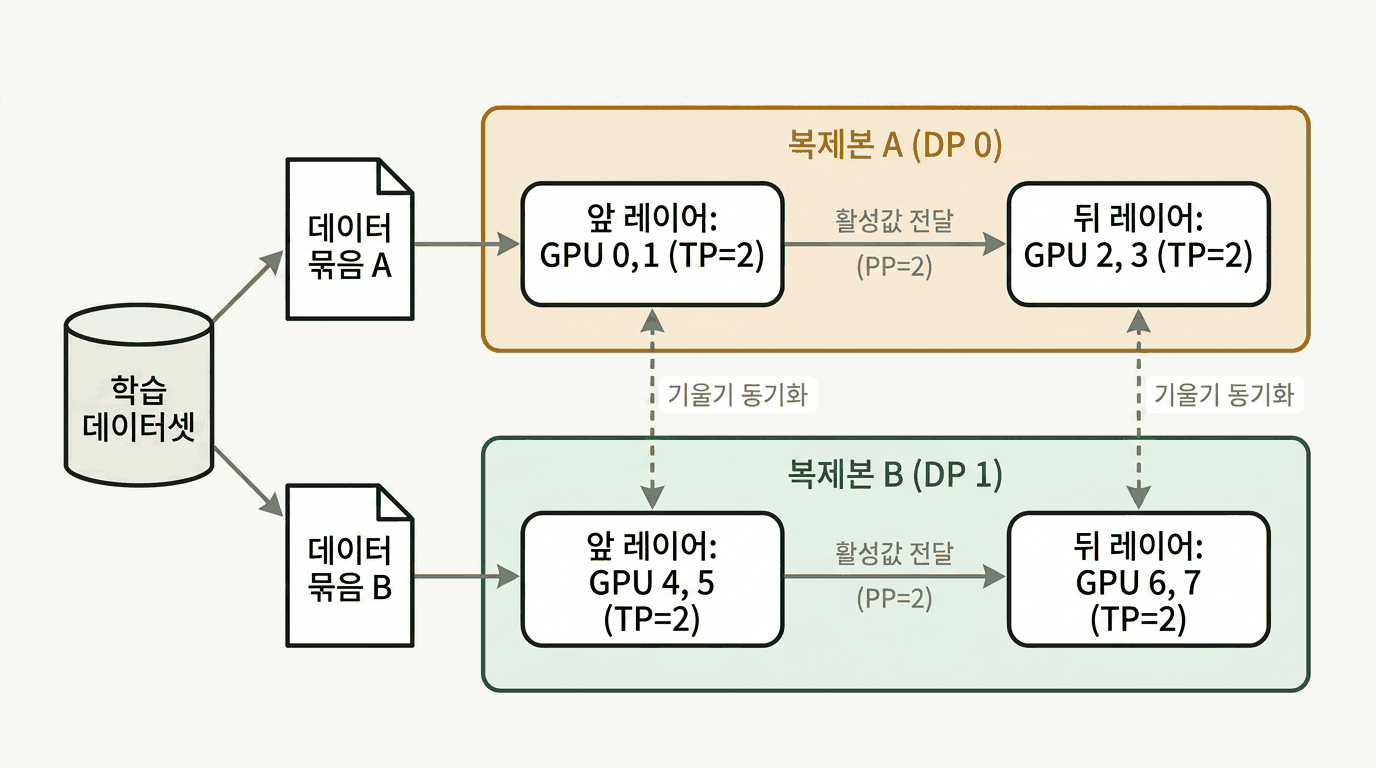 복제본 A (DP 0)
데이터
묶음 A
앞 레이어:
GPU 0,1 (TP=2)
활성값 전달
(PP=2)
뒤 레이어:
GPU 2, 3 (TP=2)
학습
데이터셋
기울기 동기화
기울기 동기화
복제본 B (DP 1)
데이터
묶음 B
앞 레이어:
GPU 4, 5
(TP=2)
활성값 전달
(PP=2)
뒤 레이어:
GPU 6, 7
(TP=2)